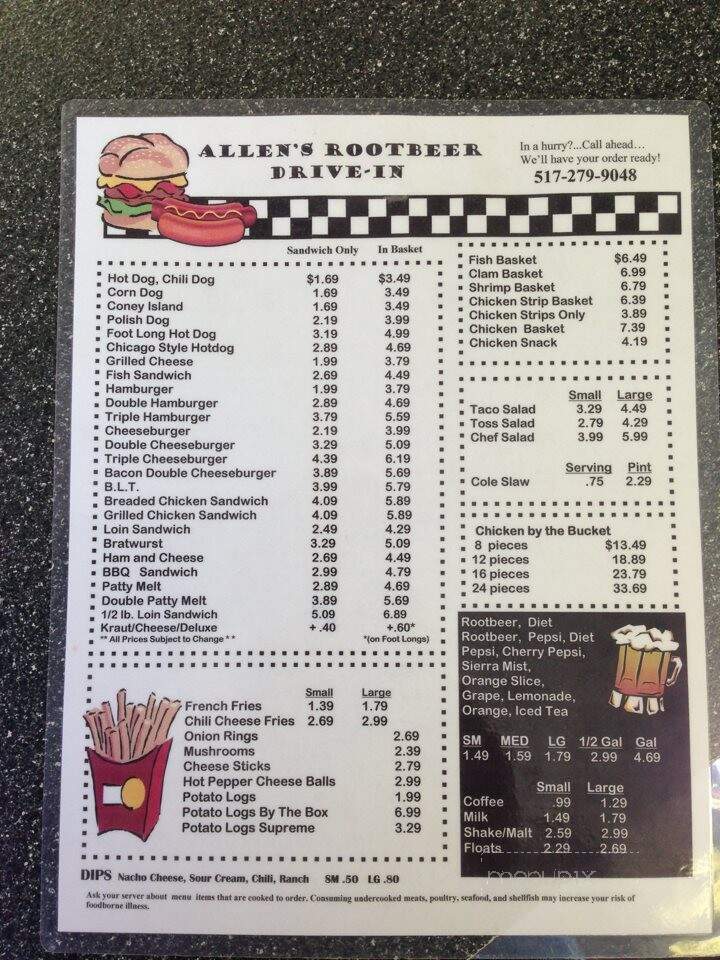 ALLEN'S ROOTBEER
DRIVE-IN
In a hurry?...Call ahead...
We'll have your order ready!
517-279-9048
Sandwich Only In Basket
Hot Dog, Chili Dog $1.69 $3.49
Corn Dog 1.69 3.49
Coney Island 1.69 3.49
Polish Dog 2.19 3.99
Foot Long Hot Dog 3.19 4.99
Chicago Style Hotdog 2.89 4.69
Grilled Cheese 1.99 3.79
Fish Sandwich 2.69 4.49
Hamburger 1.99 3.79
Double Hamburger 2.89 4.69
Triple Hamburger 3.79 5.59
Cheeseburger 2.19 3.99
Double Cheeseburger 3.29 5.09
Triple Cheeseburger 4.39 6.19
Bacon Double Cheeseburger 3.89 5.69
B.L.T. 3.99 5.79
Breaded Chicken Sandwich 4.09 5.89
Grilled Chicken Sandwich 4.09 5.89
Loin Sandwich 2.49 4.29
Bratwurst 3.29 5.09
Ham and Cheese 2.69 4.49
BBQ Sandwich 2.99 4.79
Patty Melt 2.89 4.69
Double Patty Melt 3.89 5.69
1/2 lb. Loin Sandwich 5.09 6.89
Kraut/Cheese/Deluxe + .40 +.60*
** All Prices Subject to Change ** *(on Foot Longs)
Small Large
French Fries 1.39 1.79
Chili Cheese Fries 2.69 2.99
Onion Rings 2.69
Mushrooms 2.39
Cheese Sticks 2.79
Hot Pepper Cheese Balls 2.99
Potato Logs 1.99
Potato Logs By The Box 6.99
Potato Logs Supreme 3.29
Fish Basket $6.49
Clam Basket 6.99
Shrimp Basket 6.79
Chicken Strip Basket 6.39
Chicken Strips Only 3.89
Chicken Basket 7.39
Chicken Snack 4.19
Small Large
Taco Salad 3.29 4.49
Toss Salad 2.79 4.29
Chef Salad 3.99 5.99
Serving Pint
Cole Slaw .75 2.29
Chicken by the Bucket
8 pieces $13.49
12 pieces 18.89
16 pieces 23.79
24 pieces 33.69
Rootbeer, Diet
Rootbeer, Pepsi, Diet
Pepsi, Cherry Pepsi,
Sierra Mist,
Orange Slice,
Grape, Lemonade,
Orange, Iced Tea
SM MED LG 1/2 Gal Gal
1.49 1.59 1.79 2.99 4.69
Small Large
Coffee .99 1.29
Milk 1.49 1.79
Shake/Malt 2.59 2.99
Floats 2.29 2.69
menupix
DIPS Nacho Cheese, Sour Cream, Chili, Ranch SM .50 LG .80
Ask your server about menu items that are cooked to order. Consuming undercooked meats, poultry, seafood, and shellfish may increase your risk of
foodborne illness.